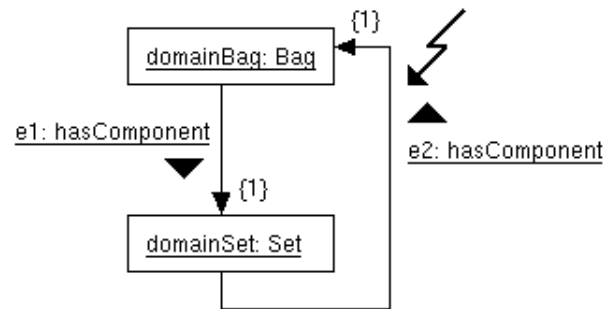 {1}
domainBag: Bag
e1: hasComponent
e2: hasComponent
{1}
domainSet: Set